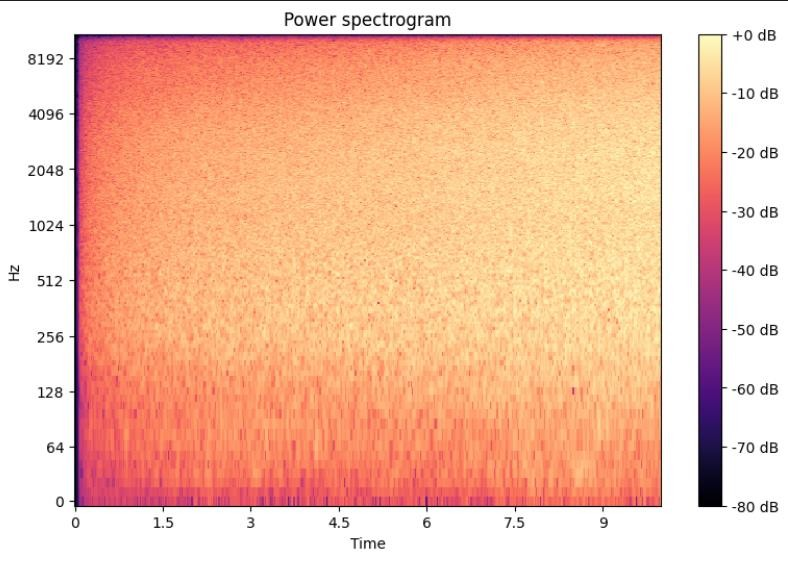 Power spectrogram
+0 dB
8192
-10 dB
4096
-20 dB
2048
-30 dB
1024
-40 dB
Hz
512
-50 dB
256
-60 dB
128
-70 dB
64
0
-80 dB
0 1.5 3 4.5 6 7.5 9
Time